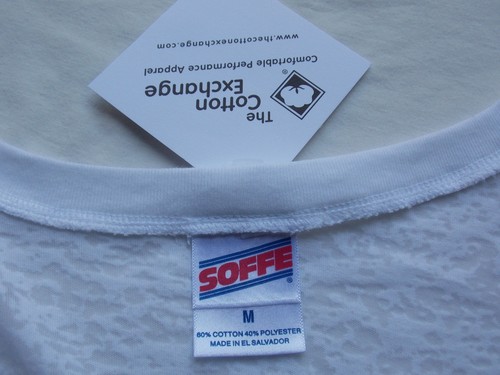 The
Cotton
Exchange
Comfortable Performance Apparel
www.thecottonexchange.com
SOFFE
®
M
60% COTTON 40% POLYESTER
MADE IN EL SALVADOR